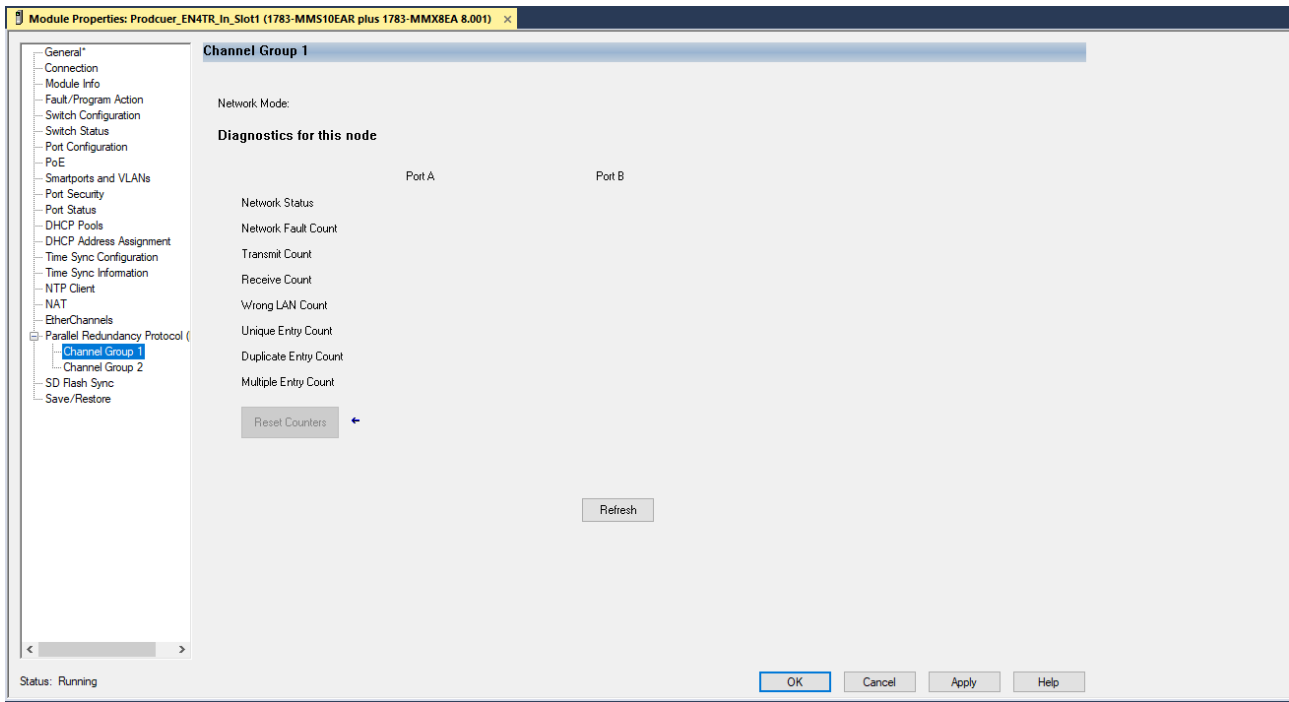 Module Properties: Prodcuer_EN4TR_In_Slot1 (1783-MMS10EAR plus 1783-MMX8EA 8.001) ×
General*
Connection
Module Info
Fault/Program Action
Switch Configuration
Switch Status
Port Configuration
PoE
Smartports and VLANs
Port Security
Port Status
DHCP Pools
DHCP Address Assignment
Time Sync Configuration
Time Sync Information
NTP Client
NAT
EtherChannels
Parallel Redundancy Protocol (
Channel Group 1
Channel Group 2
SD Flash Sync
Save/Restore
Channel Group 1
Network Mode:
Diagnostics for this node
Port A Port B
Network Status
Network Fault Count
Transmit Count
Receive Count
Wrong LAN Count
Unique Entry Count
Duplicate Entry Count
Multiple Entry Count
Reset Counters
Refresh
Status: Running
OK Cancel Apply Help